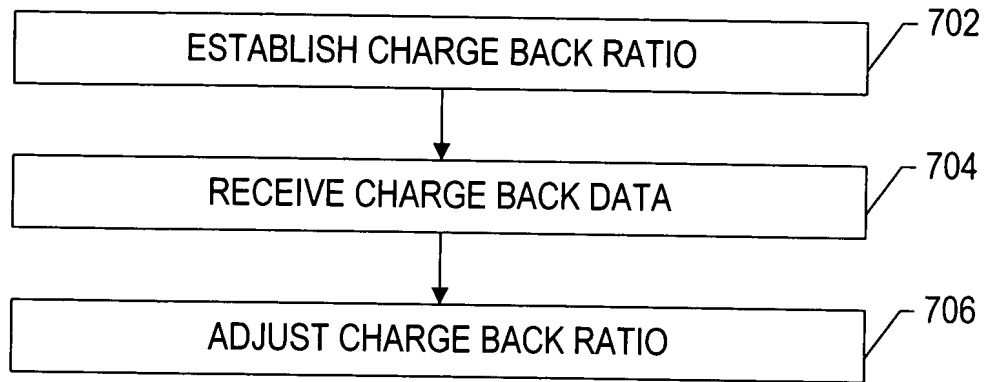 ESTABLISH CHARGE BACK RATIO
702
RECEIVE CHARGE BACK DATA
704
ADJUST CHARGE BACK RATIO
706